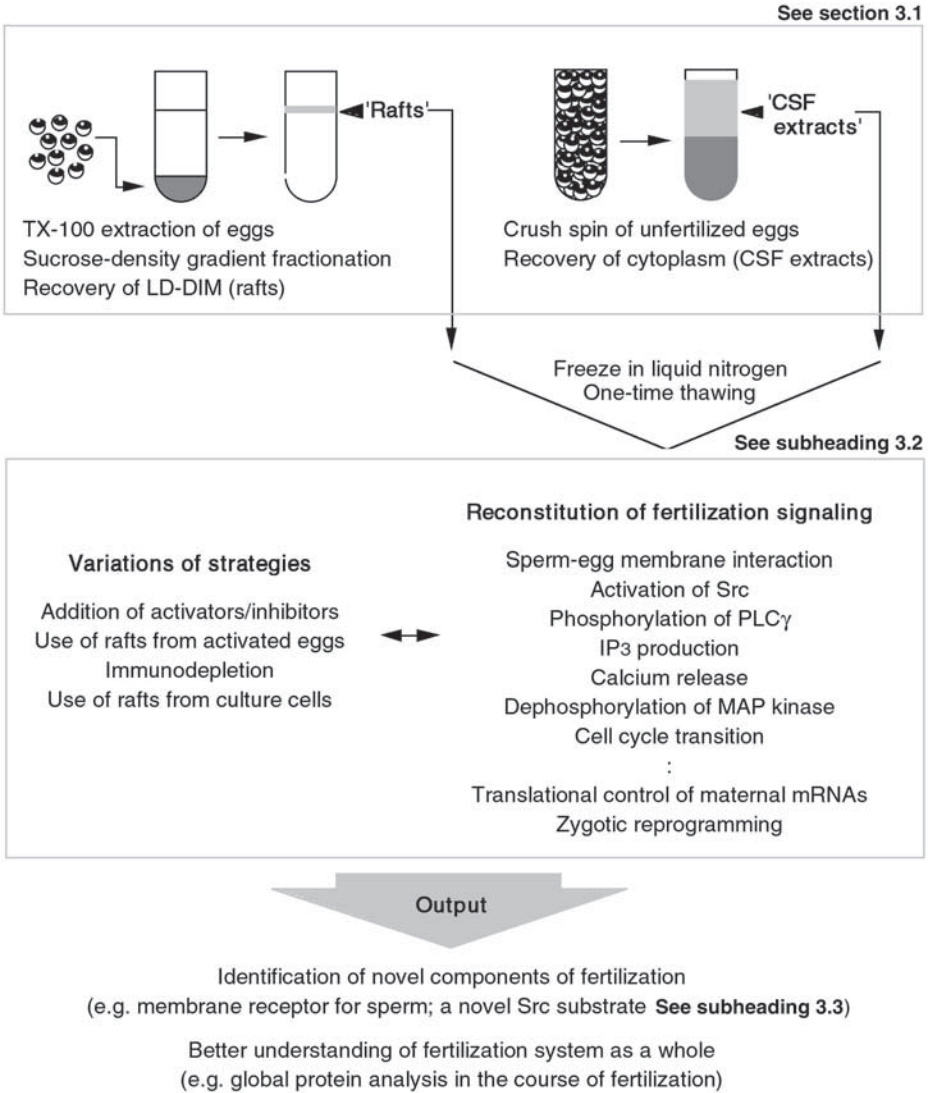 See section 3.1
'Rafts'
'CSF
extracts'
TX-100 extraction of eggs
Sucrose-density gradient fractionation
Recovery of LD-DIM (rafts)
Crush spin of unfertilized eggs
Recovery of cytoplasm (CSF extracts)
Freeze in liquid nitrogen
One-time thawing
See subheading 3.2
Variations of strategies
Addition of activators/inhibitors
Use of rafts from activated eggs
Immunodepletion
Use of rafts from culture cells
Reconstitution of fertilization signaling
Sperm-egg membrane interaction
Activation of Src
Phosphorylation of PLCγ
IP3 production
Calcium release
Dephosphorylation of MAP kinase
Cell cycle transition
:
Translational control of maternal mRNAs
Zygotic reprogramming
Output
Identification of novel components of fertilization
(e.g. membrane receptor for sperm; a novel Src substrate See subheading 3.3)
Better understanding of fertilization system as a whole
(e.g. global protein analysis in the course of fertilization)